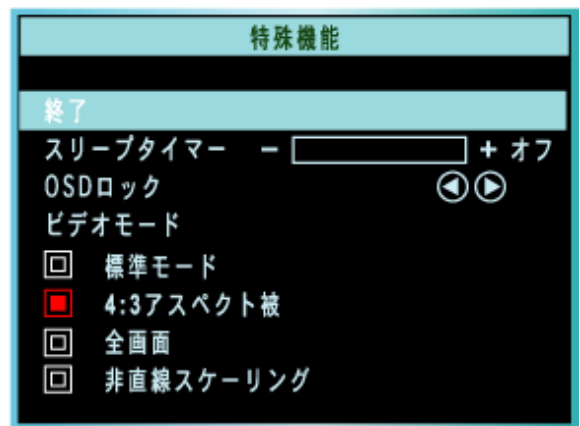 特殊機能
終了
スリープタイマー － ＋ オフ
OSDロック
ビデオモード
標準モード
4:3アスペクト被
全画面
非直線スケーリング